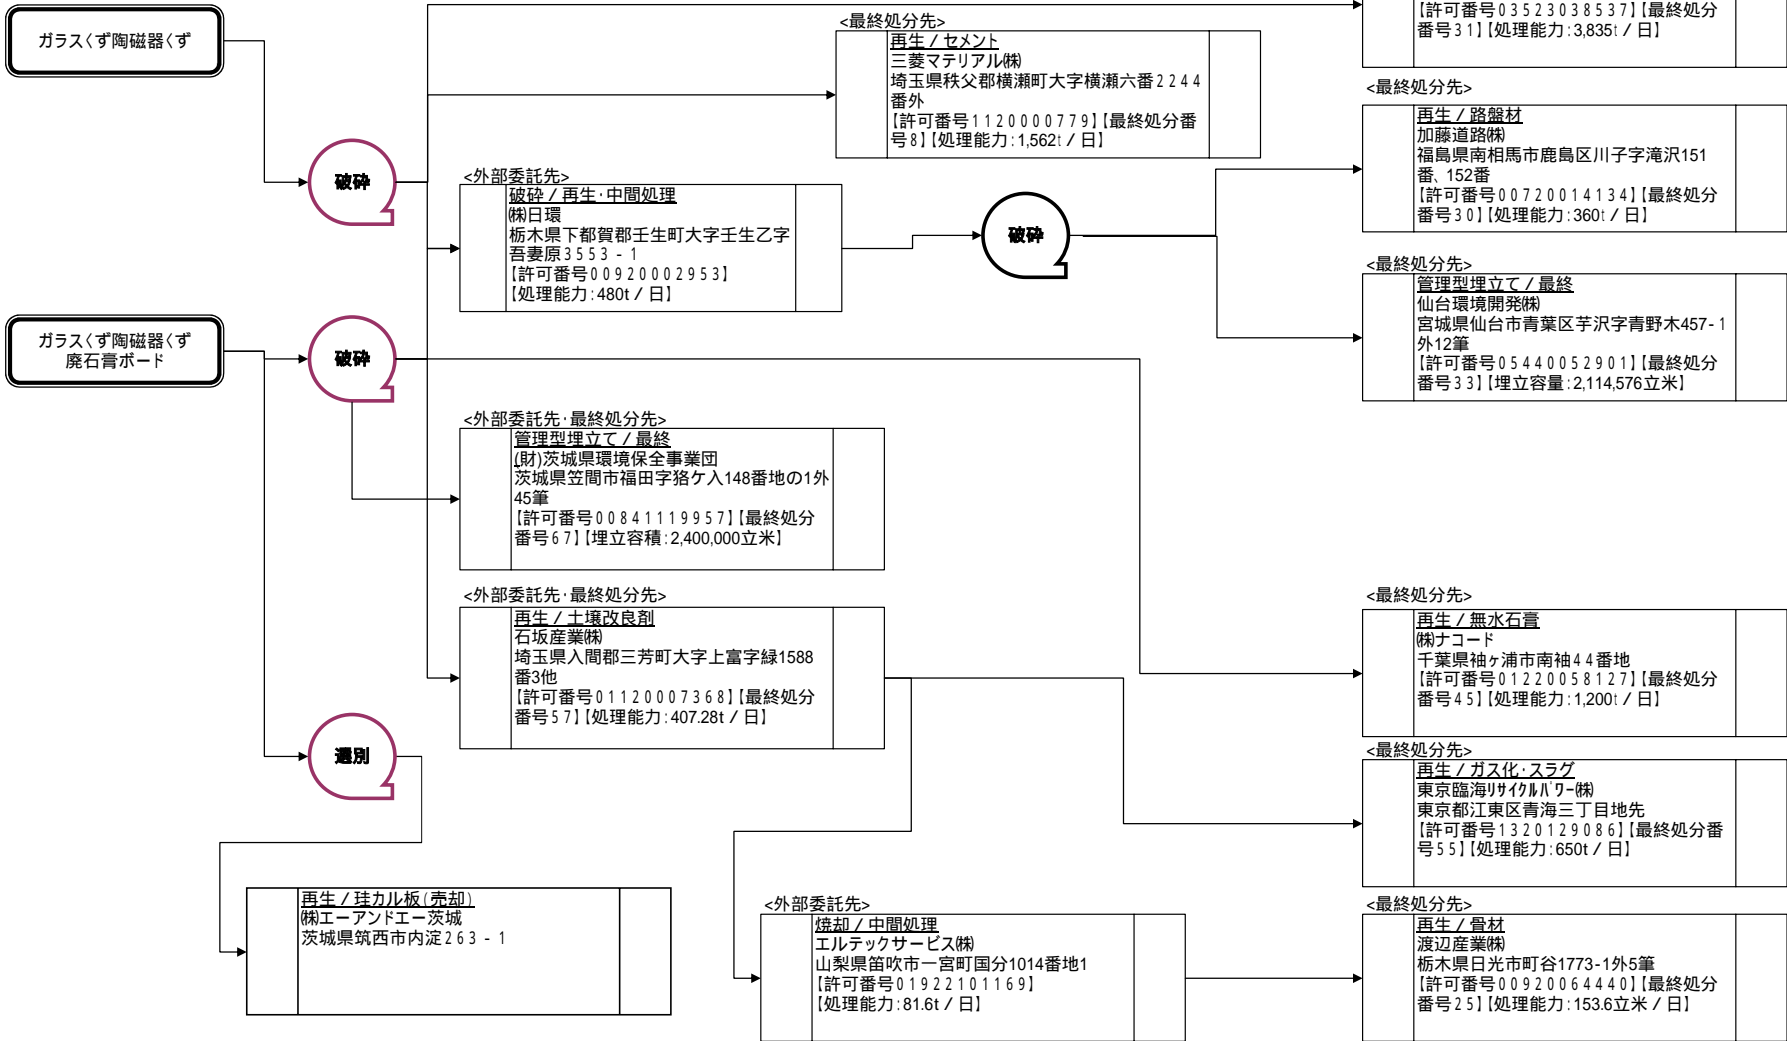 ガラスくず陶磁器くず
破砕
<最終処分先>
再生／セメント
三菱マテリアル㈱
埼玉県秩父郡横瀬町大字横瀬六番2244
番外
【許可番号1120000779】【最終処分番
号8】【処理能力:1,562t／日】
【許可番号03523038537】【最終処分
番号31】【処理能力:3,835t／日】
<最終処分先>
再生／路盤材
加藤道路㈱
福島県南相馬市鹿島区川子字滝沢151
番、152番
【許可番号00720014134】【最終処分
番号30】【処理能力:360t／日】
<外部委託先>
破砕／再生･中間処理
㈱日環
栃木県下都賀郡壬生町大字壬生乙字
吾妻原3553-1
【許可番号00920002953】
【処理能力:480t／日】
破砕
<最終処分先>
管理型埋立て／最終
仙台環境開発㈱
宮城県仙台市青葉区芋沢字青野木457-1
外12筆
【許可番号05440052901】【最終処分
番号33】【埋立容量:2,114,576立米】
ガラスくず陶磁器くず
廃石膏ボード
破砕
<外部委託先･最終処分先>
管理型埋立て／最終
(財)茨城県環境保全事業団
茨城県笠間市福田字狢ケ入148番地の1外
45筆
【許可番号00841119957】【最終処分
番号67】【埋立容積:2,400,000立米】
<外部委託先･最終処分先>
再生／土壌改良剤
石坂産業㈱
埼玉県入間郡三芳町大字上富字緑1588
番3他
【許可番号01120007368】【最終処分
番号57】【処理能力:407.28t／日】
<最終処分先>
再生／無水石膏
㈱ナコード
千葉県袖ヶ浦市南袖44番地
【許可番号01220058127】【最終処分
番号45】【処理能力:1,200t／日】
選別
<最終処分先>
再生／ガス化･スラグ
東京臨海ﾘｻｲｸﾙﾊﾟﾜｰ㈱
東京都江東区青海三丁目地先
【許可番号1320129086】【最終処分番
号55】【処理能力:650t／日】
再生／珪カル板(売却)
㈱エーアンドエー茨城
茨城県筑西市内淀263-1
<外部委託先>
焼却／中間処理
エルテックサービス㈱
山梨県笛吹市一宮町国分1014番地1
【許可番号01922101169】
【処理能力:81.6t／日】
<最終処分先>
再生／骨材
渡辺産業㈱
栃木県日光市町谷1773-1外5筆
【許可番号00920064440】【最終処分
番号25】【処理能力:153.6立米／日】